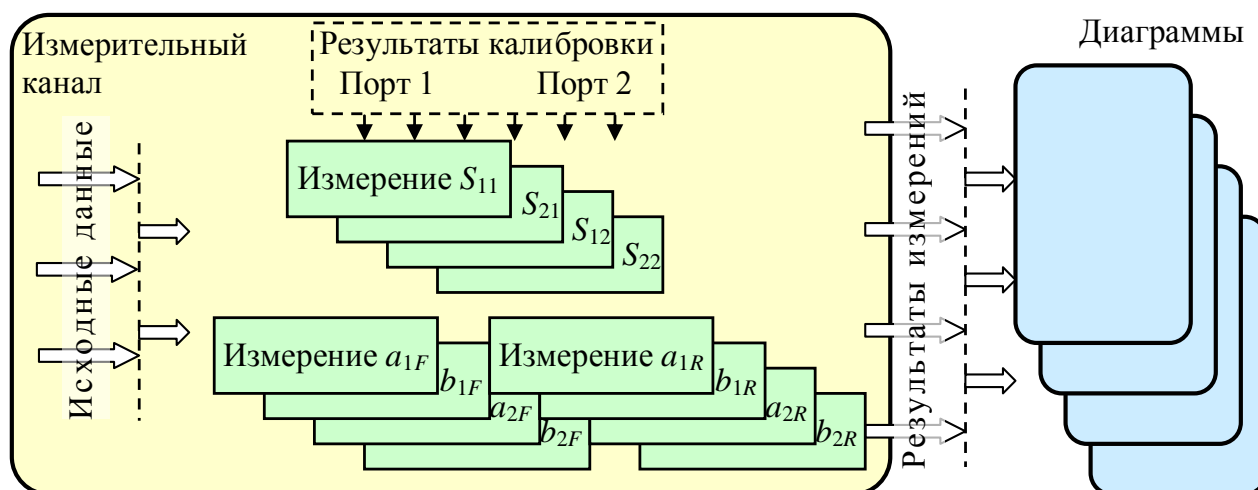 Измерительный
канал
Результаты калибровки
Порт 1 Порт 2
Диаграммы
Исходные данные
Измерение S11
S21
S12
S22
Измерение a1F
b1F
a2F
b2F
Измерение a1R
b1R
a2R
b2R
Результаты измерений